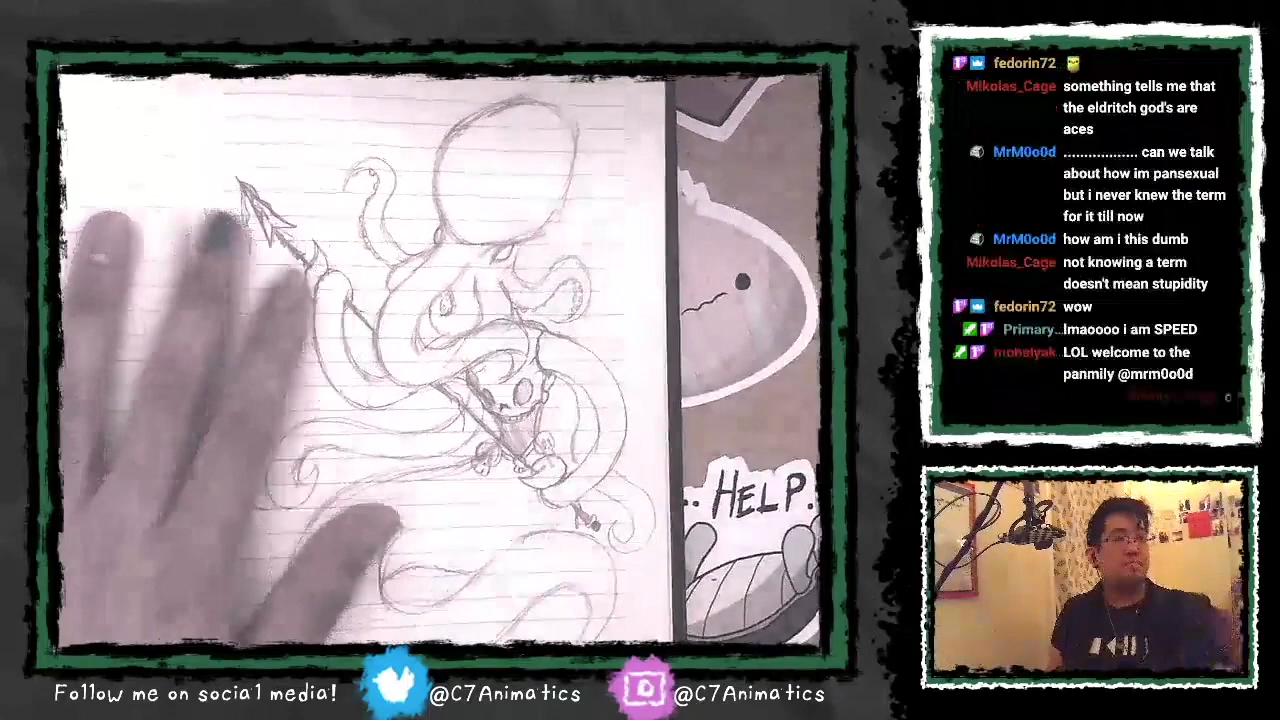 fedorin72
Mikolas_Cage something tells me that
the eldritch god's are
aces
MrM0o0d .................. can we talk
about how im pansexual
but i never knew the term
for it till now
MrM0o0d how am i this dumb
Mikolas_Cage not knowing a term
doesn't mean stupidity
fedorin72 wow
Primary... lmaoooo i am SPEED
LOL welcome to the
panmily @mrm0o0d
.. HELP.
Follow me on social media! @C7Animatics @C7Animatics